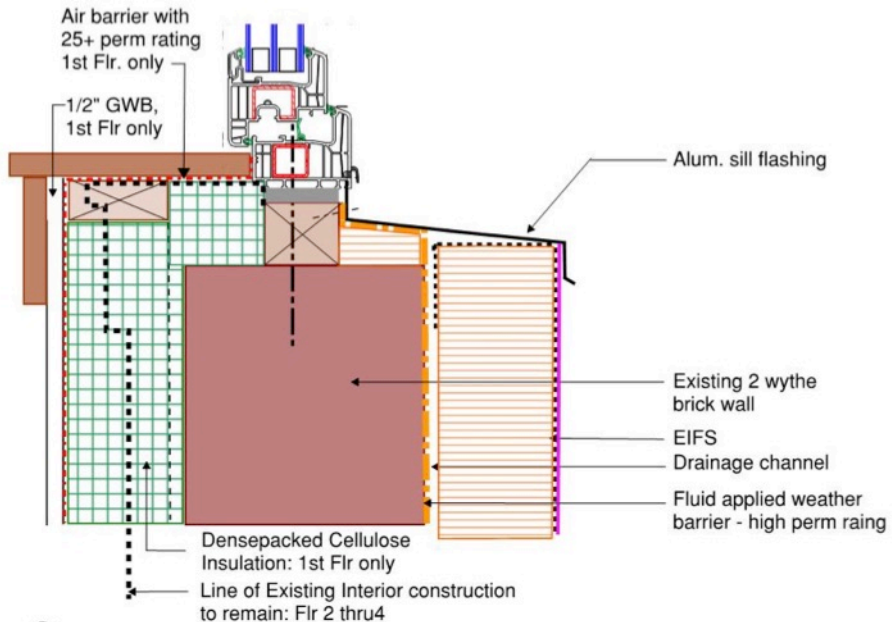 Air barrier with
25+ perm rating
1st Flr. only
1/2" GWB,
1st Flr only
Alum. sill flashing
Existing 2 wythe
brick wall
EIFS
Drainage channel
Fluid applied weather
barrier - high perm raing
Densepacked Cellulose
Insulation: 1st Flr only
Line of Existing Interior construction
to remain: Flr 2 thru4